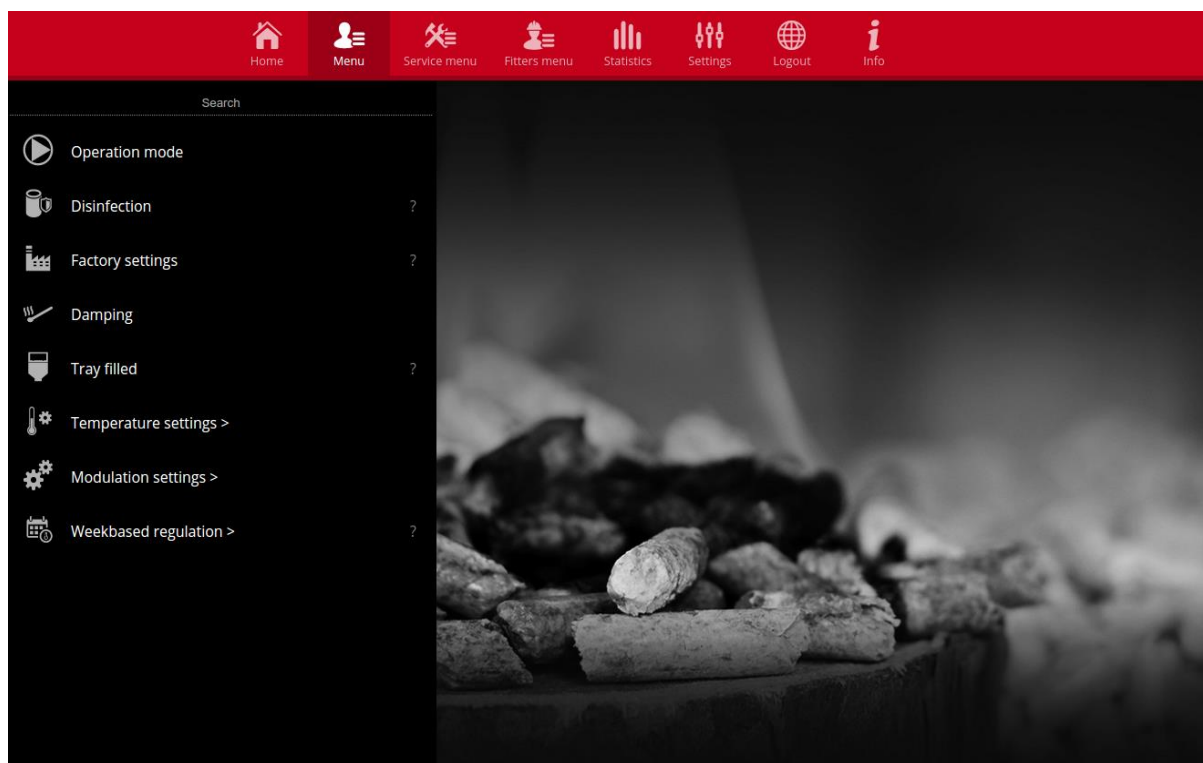 Home Menu Service menu Fitters menu Statistics Settings Logout Info
Search
Operation mode
Disinfection ?
Factory settings ?
Damping
Tray filled ?
Temperature settings >
Modulation settings >
Weekbased regulation > ?